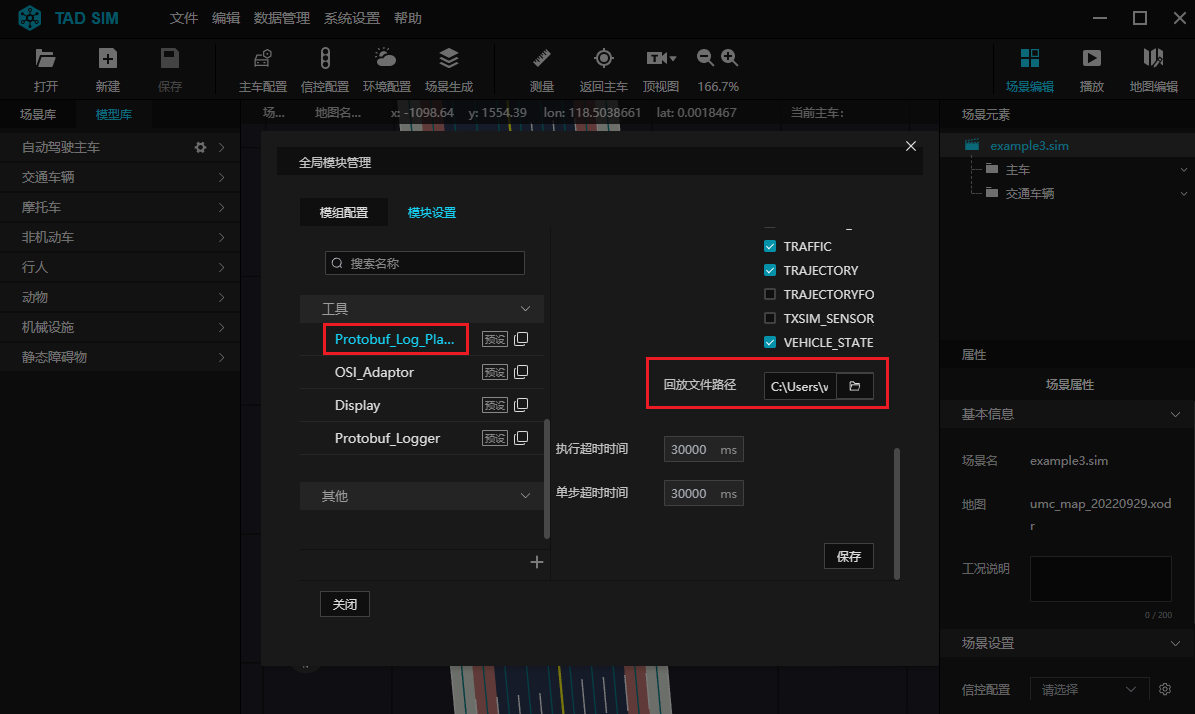 TAD SIM 文件 编辑 数据管理 系统设置 帮助
打开 新建 保存 主车配置 信控配置 环境配置 场景生成 测量 返回主车 顶视图 166.7% 场景编辑 播放 地图编辑
场景库 模型库 场... 地图名... x: -1098.64 y: 1554.39 lon: 118.5038661 lat: 0.0018467 当前主车: 场景元素
自动驾驶主车
交通车辆
摩托车
非机动车
行人
动物
机械设施
静态障碍物
全局模块管理
模组配置 模块设置
搜索名称
工具
Protobuf_Log_Pla... 预设
OSI_Adaptor 预设
Display 预设
Protobuf_Logger 预设
其他
TRAFFIC
TRAJECTORY
TRAJECTORYFO
TXSIM_SENSOR
VEHICLE_STATE
回放文件路径 C:\Users\v
执行超时时间 30000 ms
单步超时时间 30000 ms
保存
关闭
example3.sim
主车
交通车辆
属性
场景属性
基本信息
场景名 example3.sim
地图 umc_map_20220929.xod
r
工况说明
0 / 200
场景设置
信控配置 请选择